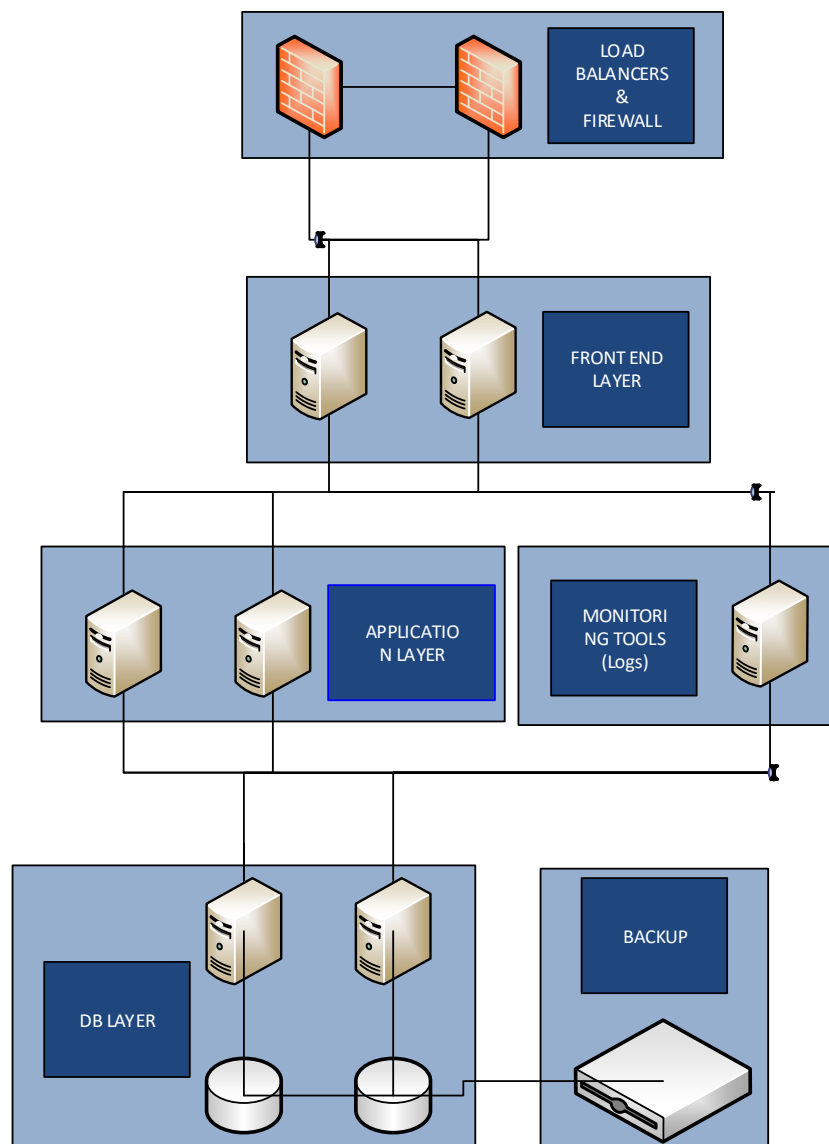 LOAD
BALANCERS
&
FIREWALL
FRONT END
LAYER
APPLICATIO
N LAYER
MONITORI
NG TOOLS
(Logs)
DB LAYER
BACKUP